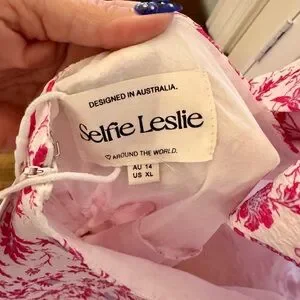 DESIGNED IN AUSTRALIA.
Selfie Leslie
♡ AROUND THE WORLD.
AU 14
US XL